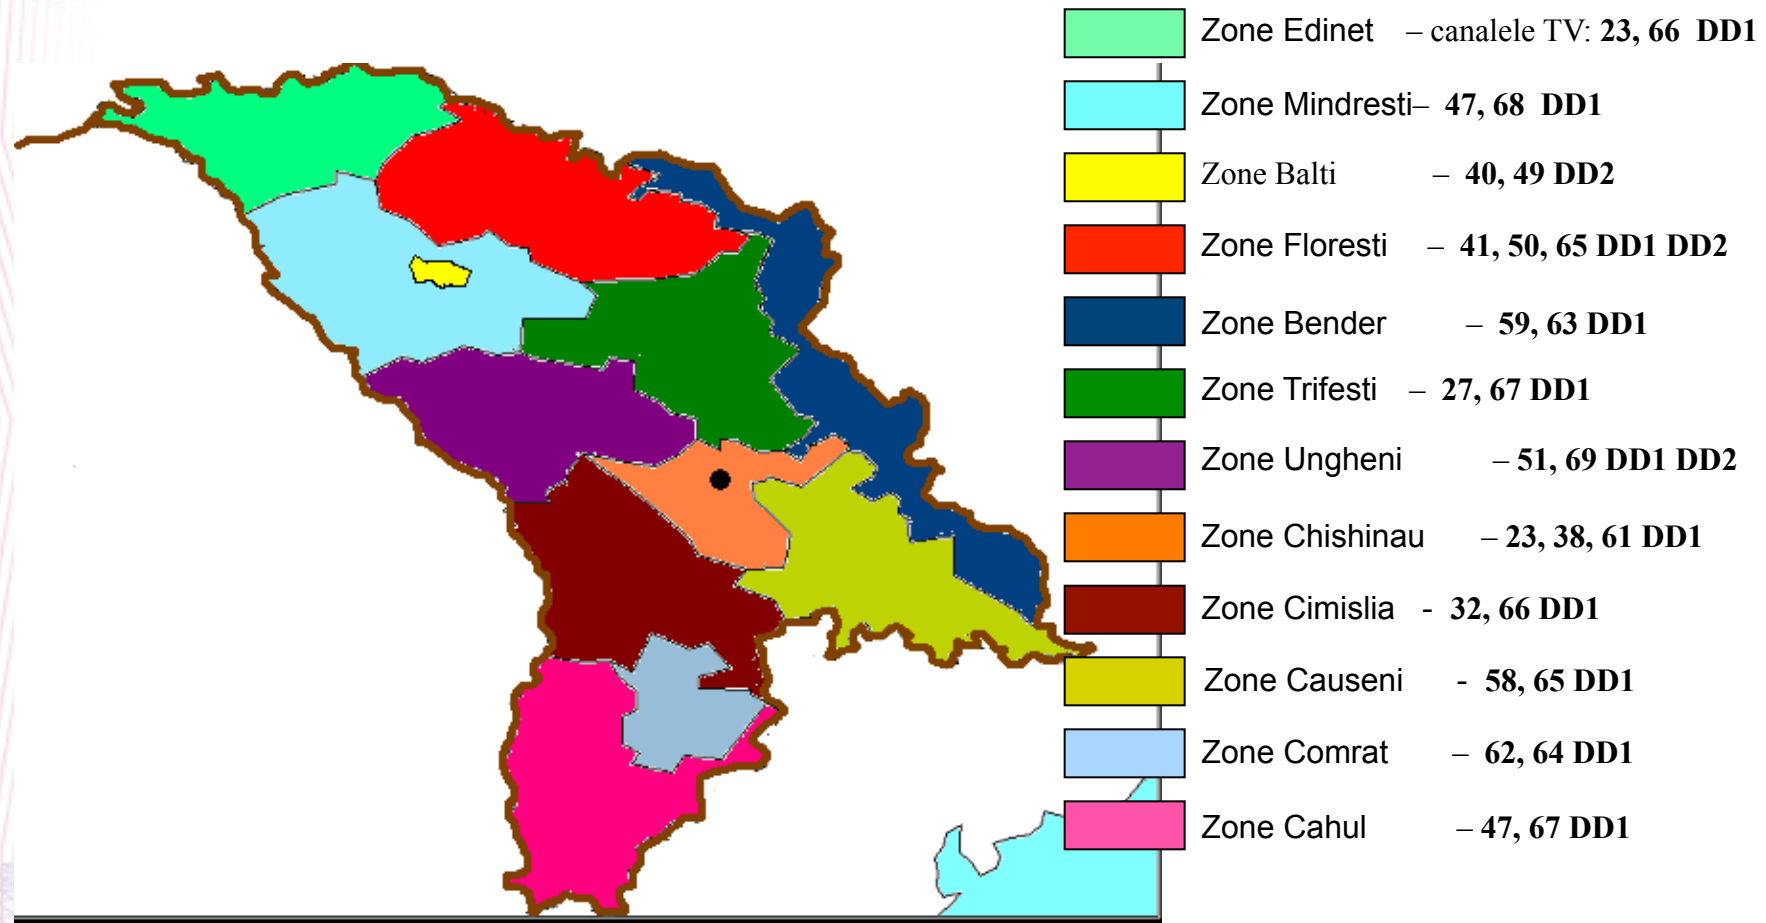 Zone Edinet – canalele TV: 23, 66 DD1
Zone Mindresti– 47, 68 DD1
Zone Balti – 40, 49 DD2
Zone Floresti – 41, 50, 65 DD1 DD2
Zone Bender – 59, 63 DD1
Zone Trifesti – 27, 67 DD1
Zone Ungheni – 51, 69 DD1 DD2
Zone Chishinau – 23, 38, 61 DD1
Zone Cimislia - 32, 66 DD1
Zone Causeni - 58, 65 DD1
Zone Comrat – 62, 64 DD1
Zone Cahul – 47, 67 DD1